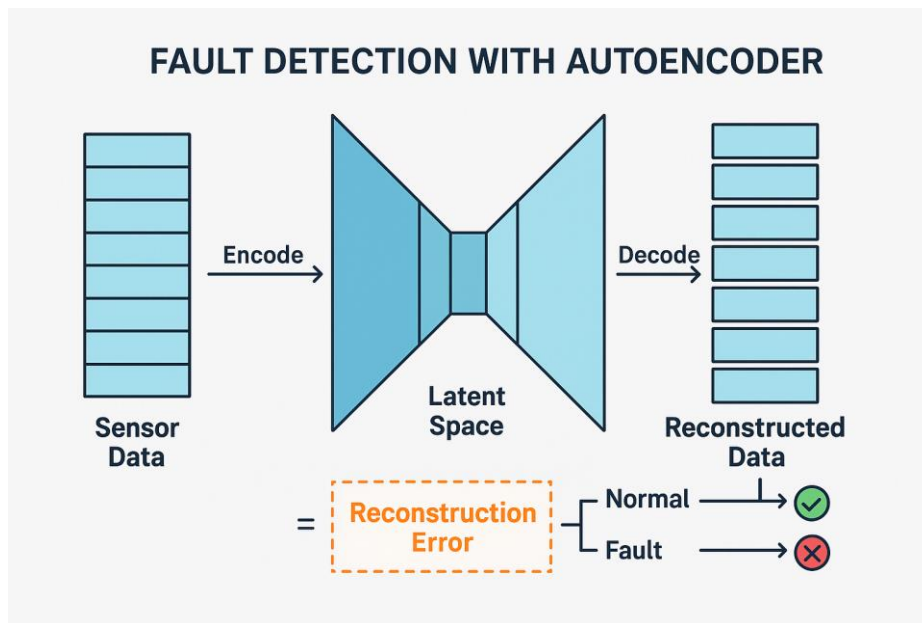 FAULT DETECTION WITH AUTOENCODER
Encode
Decode
Latent
Space
Sensor
Data
Reconstructed
Data
=
Reconstruction
Error
Normal
Fault